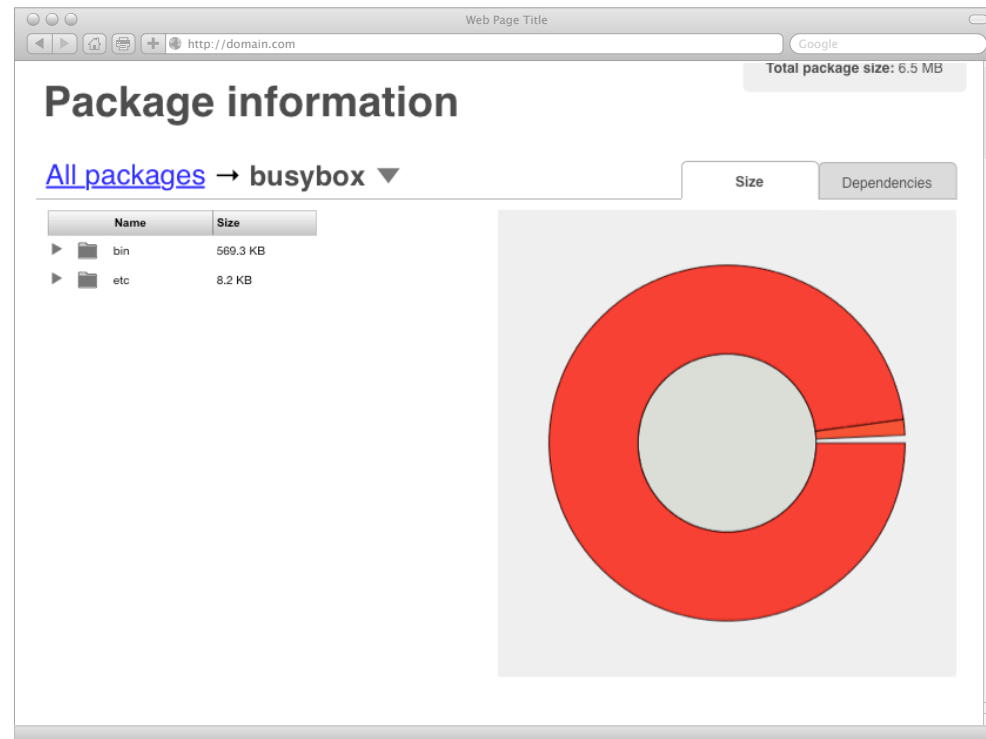 Web Page Title
http://domain.com
Google
Total package size: 6.5 MB
Package information
All packages → busybox
Size
Dependencies
Name Size
bin 569.3 KB
etc 8.2 KB